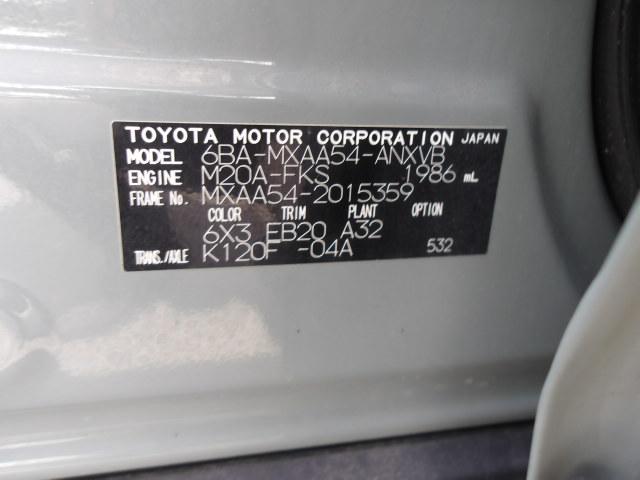 TOYOTA MOTOR CORPORATION JAPAN
MODEL 6BA-MXAA54-ANXVB
ENGINE M20A-FKS 1986 mL
FRAME No. MXAA54-2015359
COLOR TRIM PLANT OPTION
6X3 EB20 A32
TRANS./AXLE K120F -04A 532